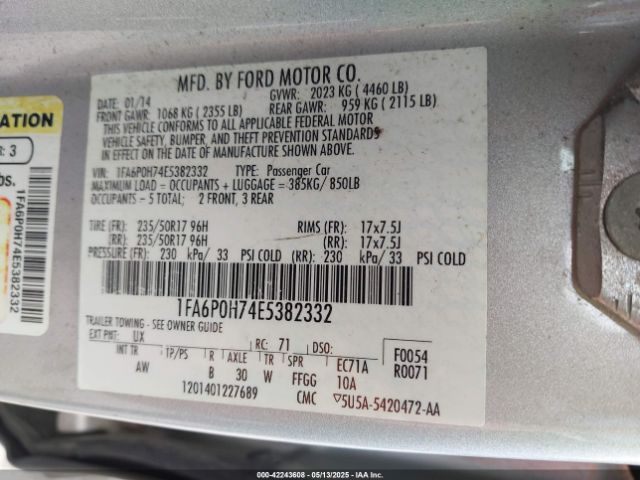 MFD. BY FORD MOTOR CO.
DATE: 01/14 GVWR: 2023 KG ( 4460 LB)
FRONT GAWR: 1068 KG ( 2355 LB) REAR GAWR: 959 KG ( 2115 LB)
THIS VEHICLE CONFORMS TO ALL APPLICABLE FEDERAL MOTOR
VEHICLE SAFETY, BUMPER, AND THEFT PREVENTION STANDARDS
IN EFFECT ON THE DATE OF MANUFACTURE SHOWN ABOVE.
VIN: 1FA6P0H74E5382332 TYPE: Passenger Car
MAXIMUM LOAD = OCCUPANTS + LUGGAGE = 385KG/ 850LB
OCCUPANTS = 5 TOTAL; 2 FRONT, 3 REAR
TIRE (FR): 235/50R17 96H RIMS (FR): 17x7.5J
(RR): 235/50R17 96H (RR): 17x7.5J
PRESSURE (FR): 230 kPa/ 33 PSI COLD (RR): 230 kPa/ 33 PSI COLD
1FA6P0H74E5382332
TRAILER TOWING - SEE OWNER GUIDE
EXT PNT: UX RC: 71 DSO: F0054
INT TR TP/PS R AXLE TR SPR EC71A R0071
AW B 30 W FFGG 10A
1201401227689 CMC ▽5U5A-5420472-AA
ATION
R: 3
bs.
1FA6P0H74E5382332
000-42243608 - 05/13/2025 - IAAI.COM